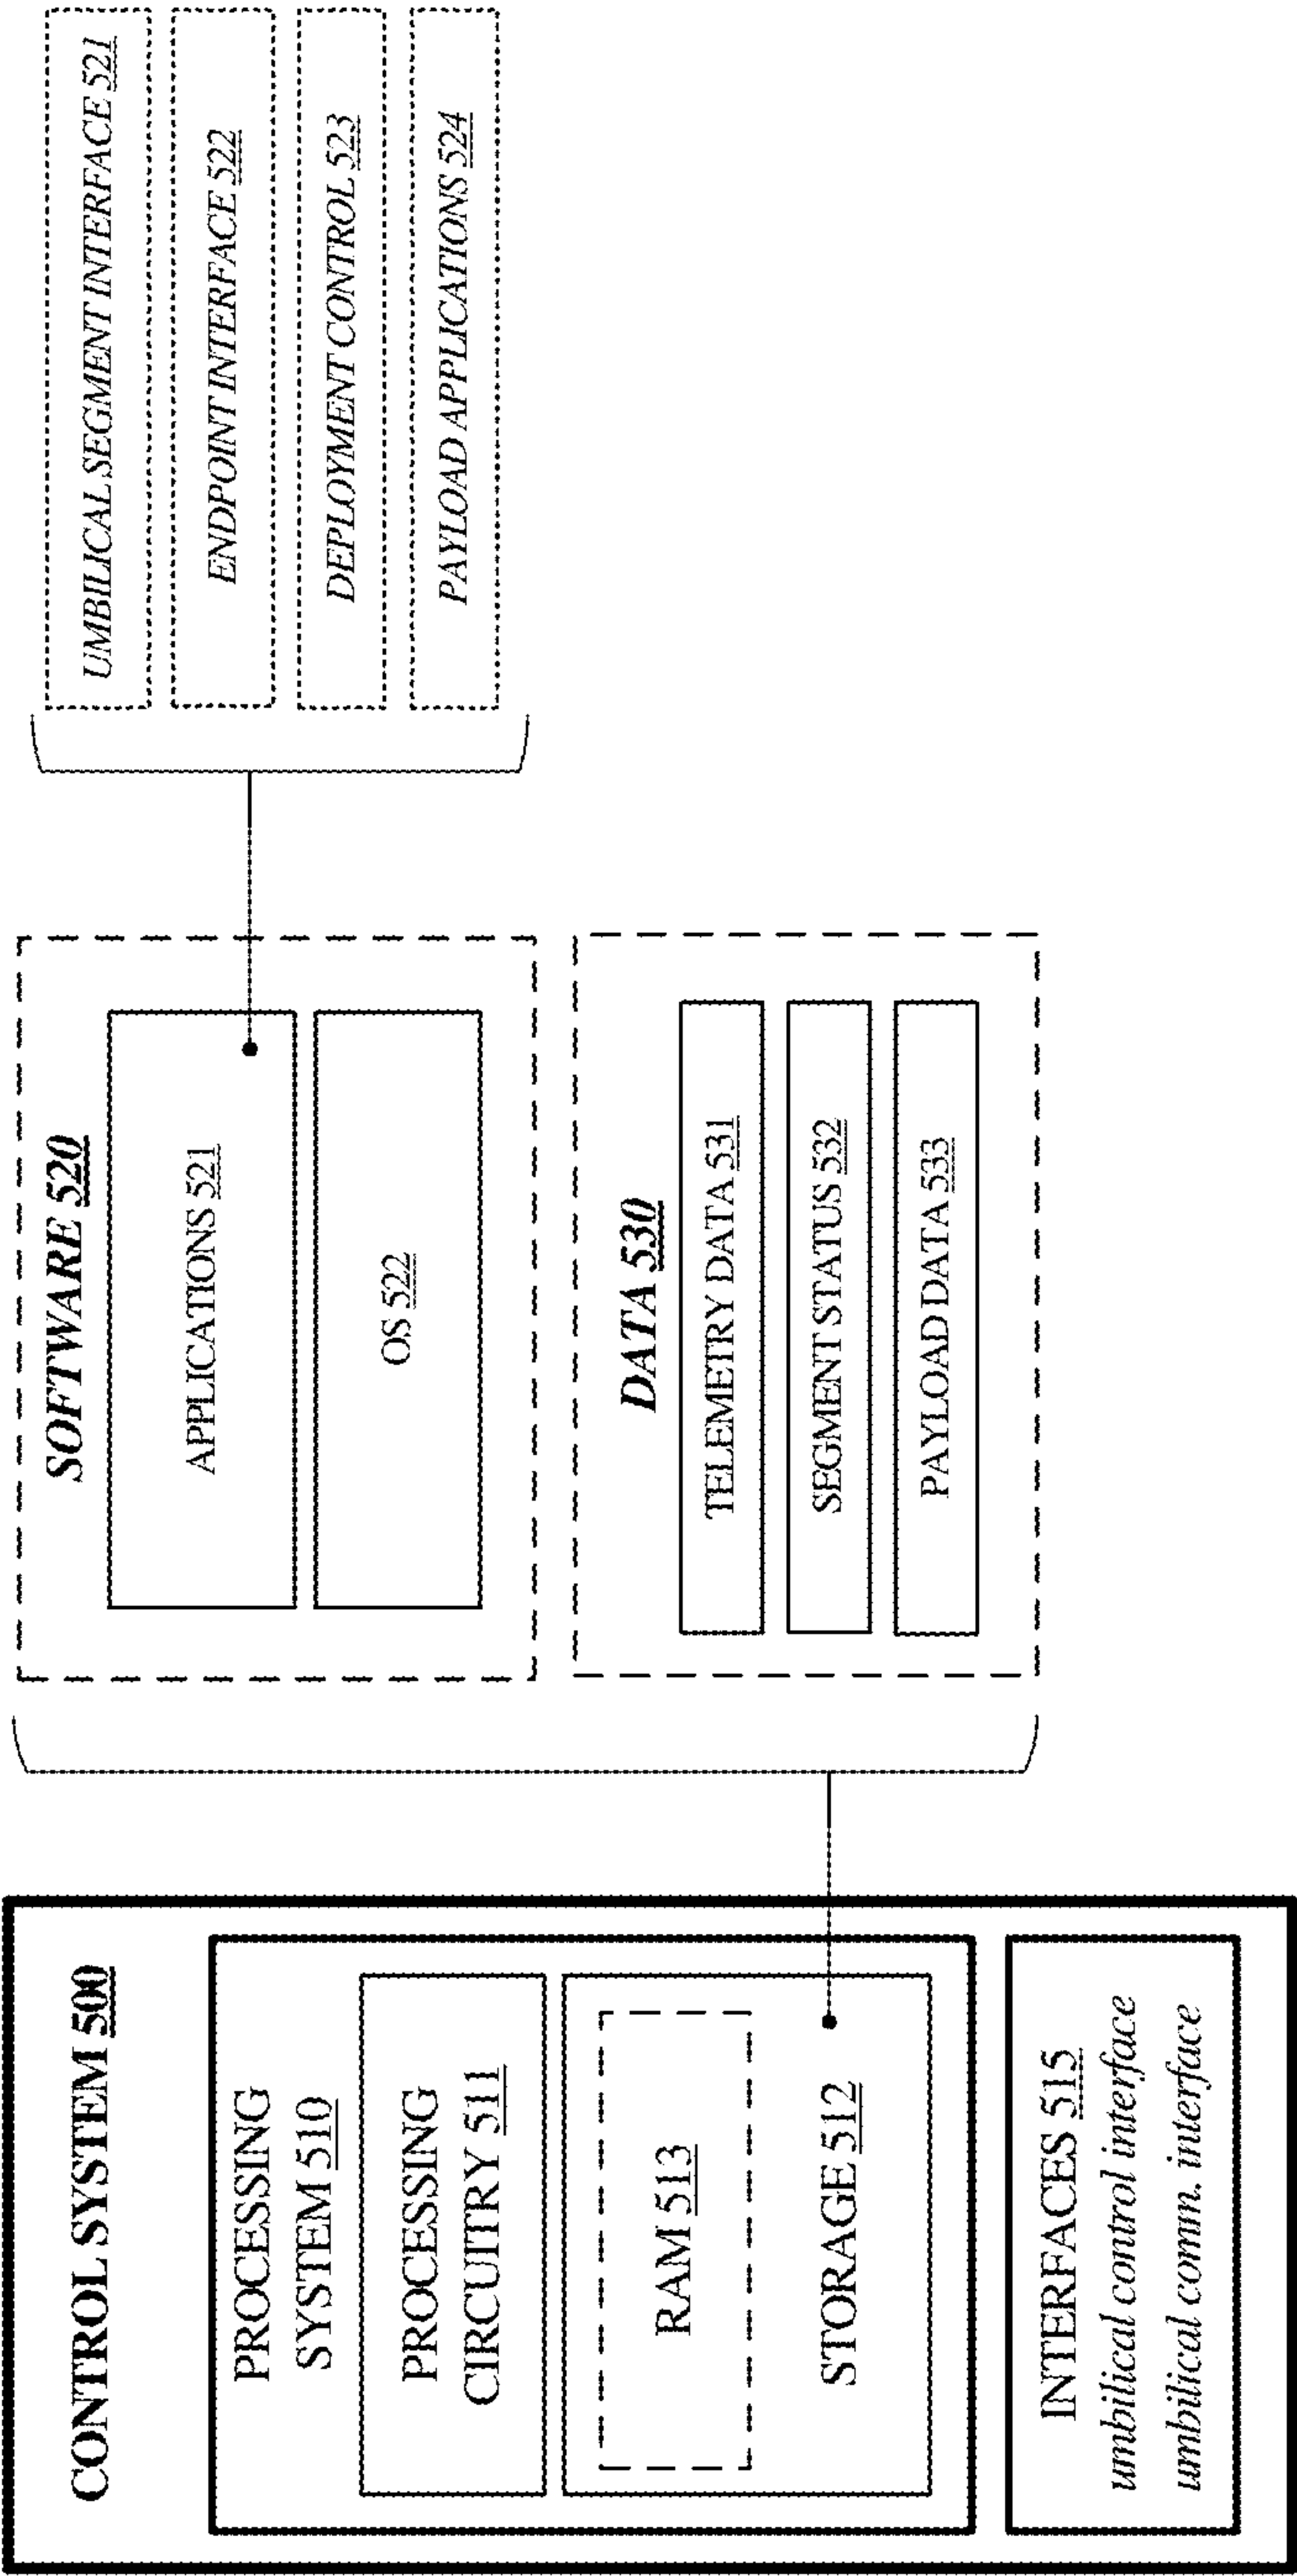 CONTROL SYSTEM 500
PROCESSING
SYSTEM 510
PROCESSING
CIRCUITRY 511
RAM 513
STORAGE 512
INTERFACES 515
umbilical control interface
umbilical comm. interface
SOFTWARE 520
APPLICATIONS 521
OS 522
DATA 530
TELEMETRY DATA 531
SEGMENT STATUS 532
PAYLOAD DATA 533
UMBILICAL SEGMENT INTERFACE 521
ENDPOINT INTERFACE 522
DEPLOYMENT CONTROL 523
PAYLOAD APPLICATIONS 524